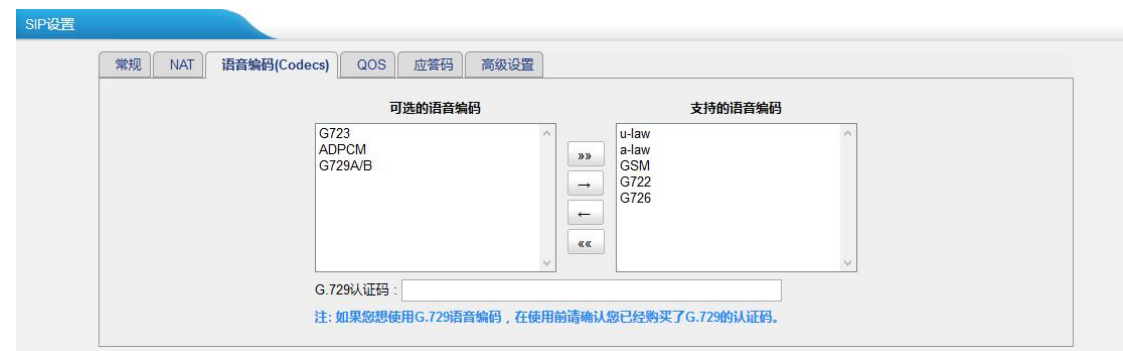 SIP设置
常规 NAT 语音编码(Codecs) QOS 应答码 高级设置
可选的语音编码 支持的语音编码
G723
ADPCM
G729A/B
»»
→
←
««
u-law
a-law
GSM
G722
G726
G.729认证码 :
注: 如果您想使用G.729语音编码，在使用前请确认您已经购买了G.729的认证码。